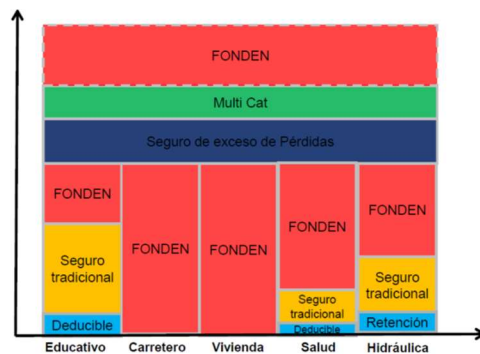 FONDEN
Multi Cat
Seguro de exceso de Pérdidas
FONDEN
Seguro
tradicional
Deducible
FONDEN
FONDEN
FONDEN
Seguro
tradicional
Deducible
FONDEN
Seguro
tradicional
Retención
Educativo
Carretero
Vivienda
Salud
Hidráulica